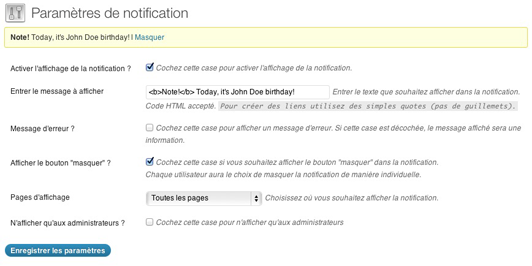 Paramètres de notification
Note! Today, it's John Doe birthday! | Masquer
Activer l'affichage de la notification ? Cochez cette case pour activer l'affichage de la notification.
Entrer le message à afficher <b>Note!</b> Today, it's John Doe birthday! Entrer le texte que souhaitez afficher dans la notification.
Code HTML accepté. Pour créer des liens utilisez des simples quotes (pas de guillemets).
Message d'erreur ? Cochez cette case pour afficher un message d'erreur. Si cette case est décochée, le message affiché sera une
information.
Afficher le bouton "masquer" ? Cochez cette case si vous souhaitez afficher le bouton "masquer" dans la notification.
Chaque utilisateur aura le choix de masquer la notification de manière individuelle.
Pages d'affichage Toutes les pages Choisissez où vous souhaitez afficher la notification.
N'afficher qu'aux administrateurs ? Cochez cette case pour n'afficher qu'aux administrateurs
Enregistrer les paramètres